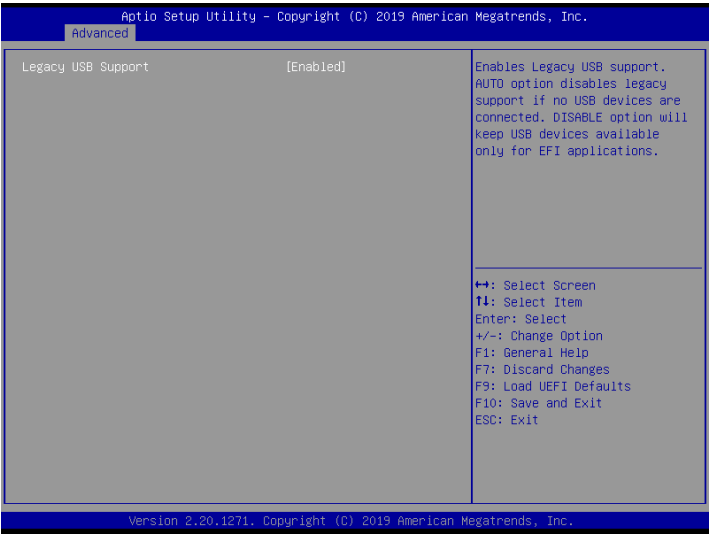 Aptio Setup Utility – Copyright (C) 2019 American Megatrends, Inc.
Advanced
Legacy USB Support [Enabled]
Enables Legacy USB support.
AUTO option disables legacy
support if no USB devices are
connected. DISABLE option will
keep USB devices available
only for EFI applications.
↔: Select Screen
↑↓: Select Item
Enter: Select
+/-: Change Option
F1: General Help
F7: Discard Changes
F9: Load UEFI Defaults
F10: Save and Exit
ESC: Exit
Version 2.20.1271. Copyright (C) 2019 American Megatrends, Inc.